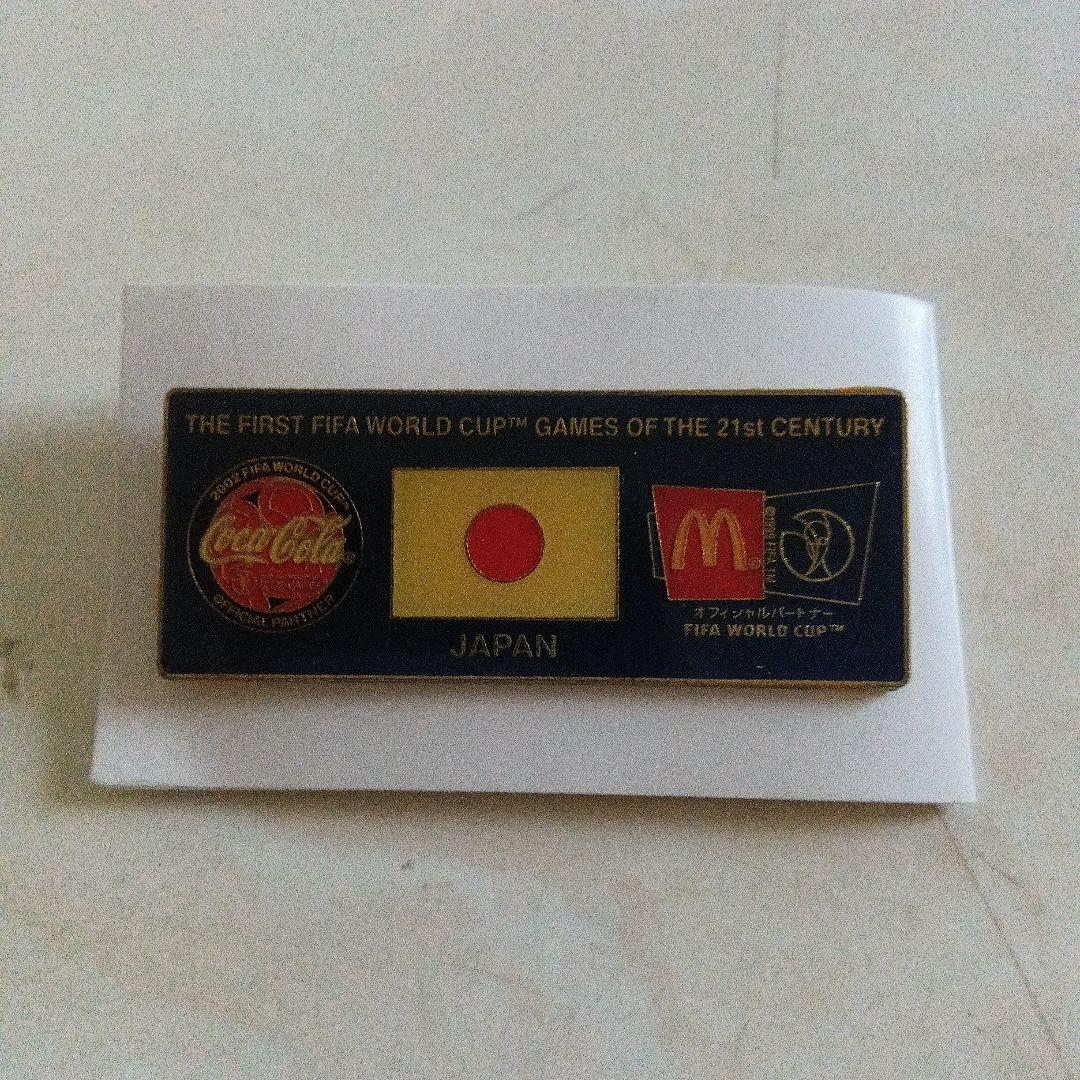 THE FIRST FIFA WORLD CUP™ GAMES OF THE 21st CENTURY
2002 FIFA WORLD CUP™
Coca-Cola®
OFFICIAL PARTNER
JAPAN
M®
オフィシャルパートナー
FIFA WORLD CUP™